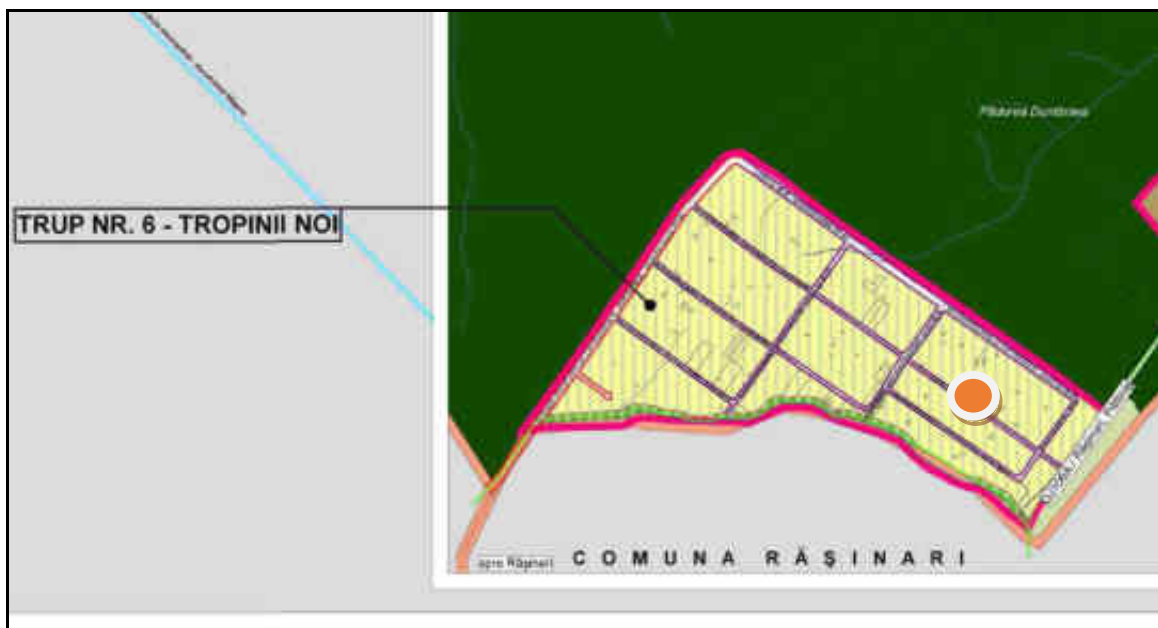 Pădurea Dumbrava
TRUP NR. 6 - TROPINII NOI
spre Rășinari
COMUNA RĂȘINARI